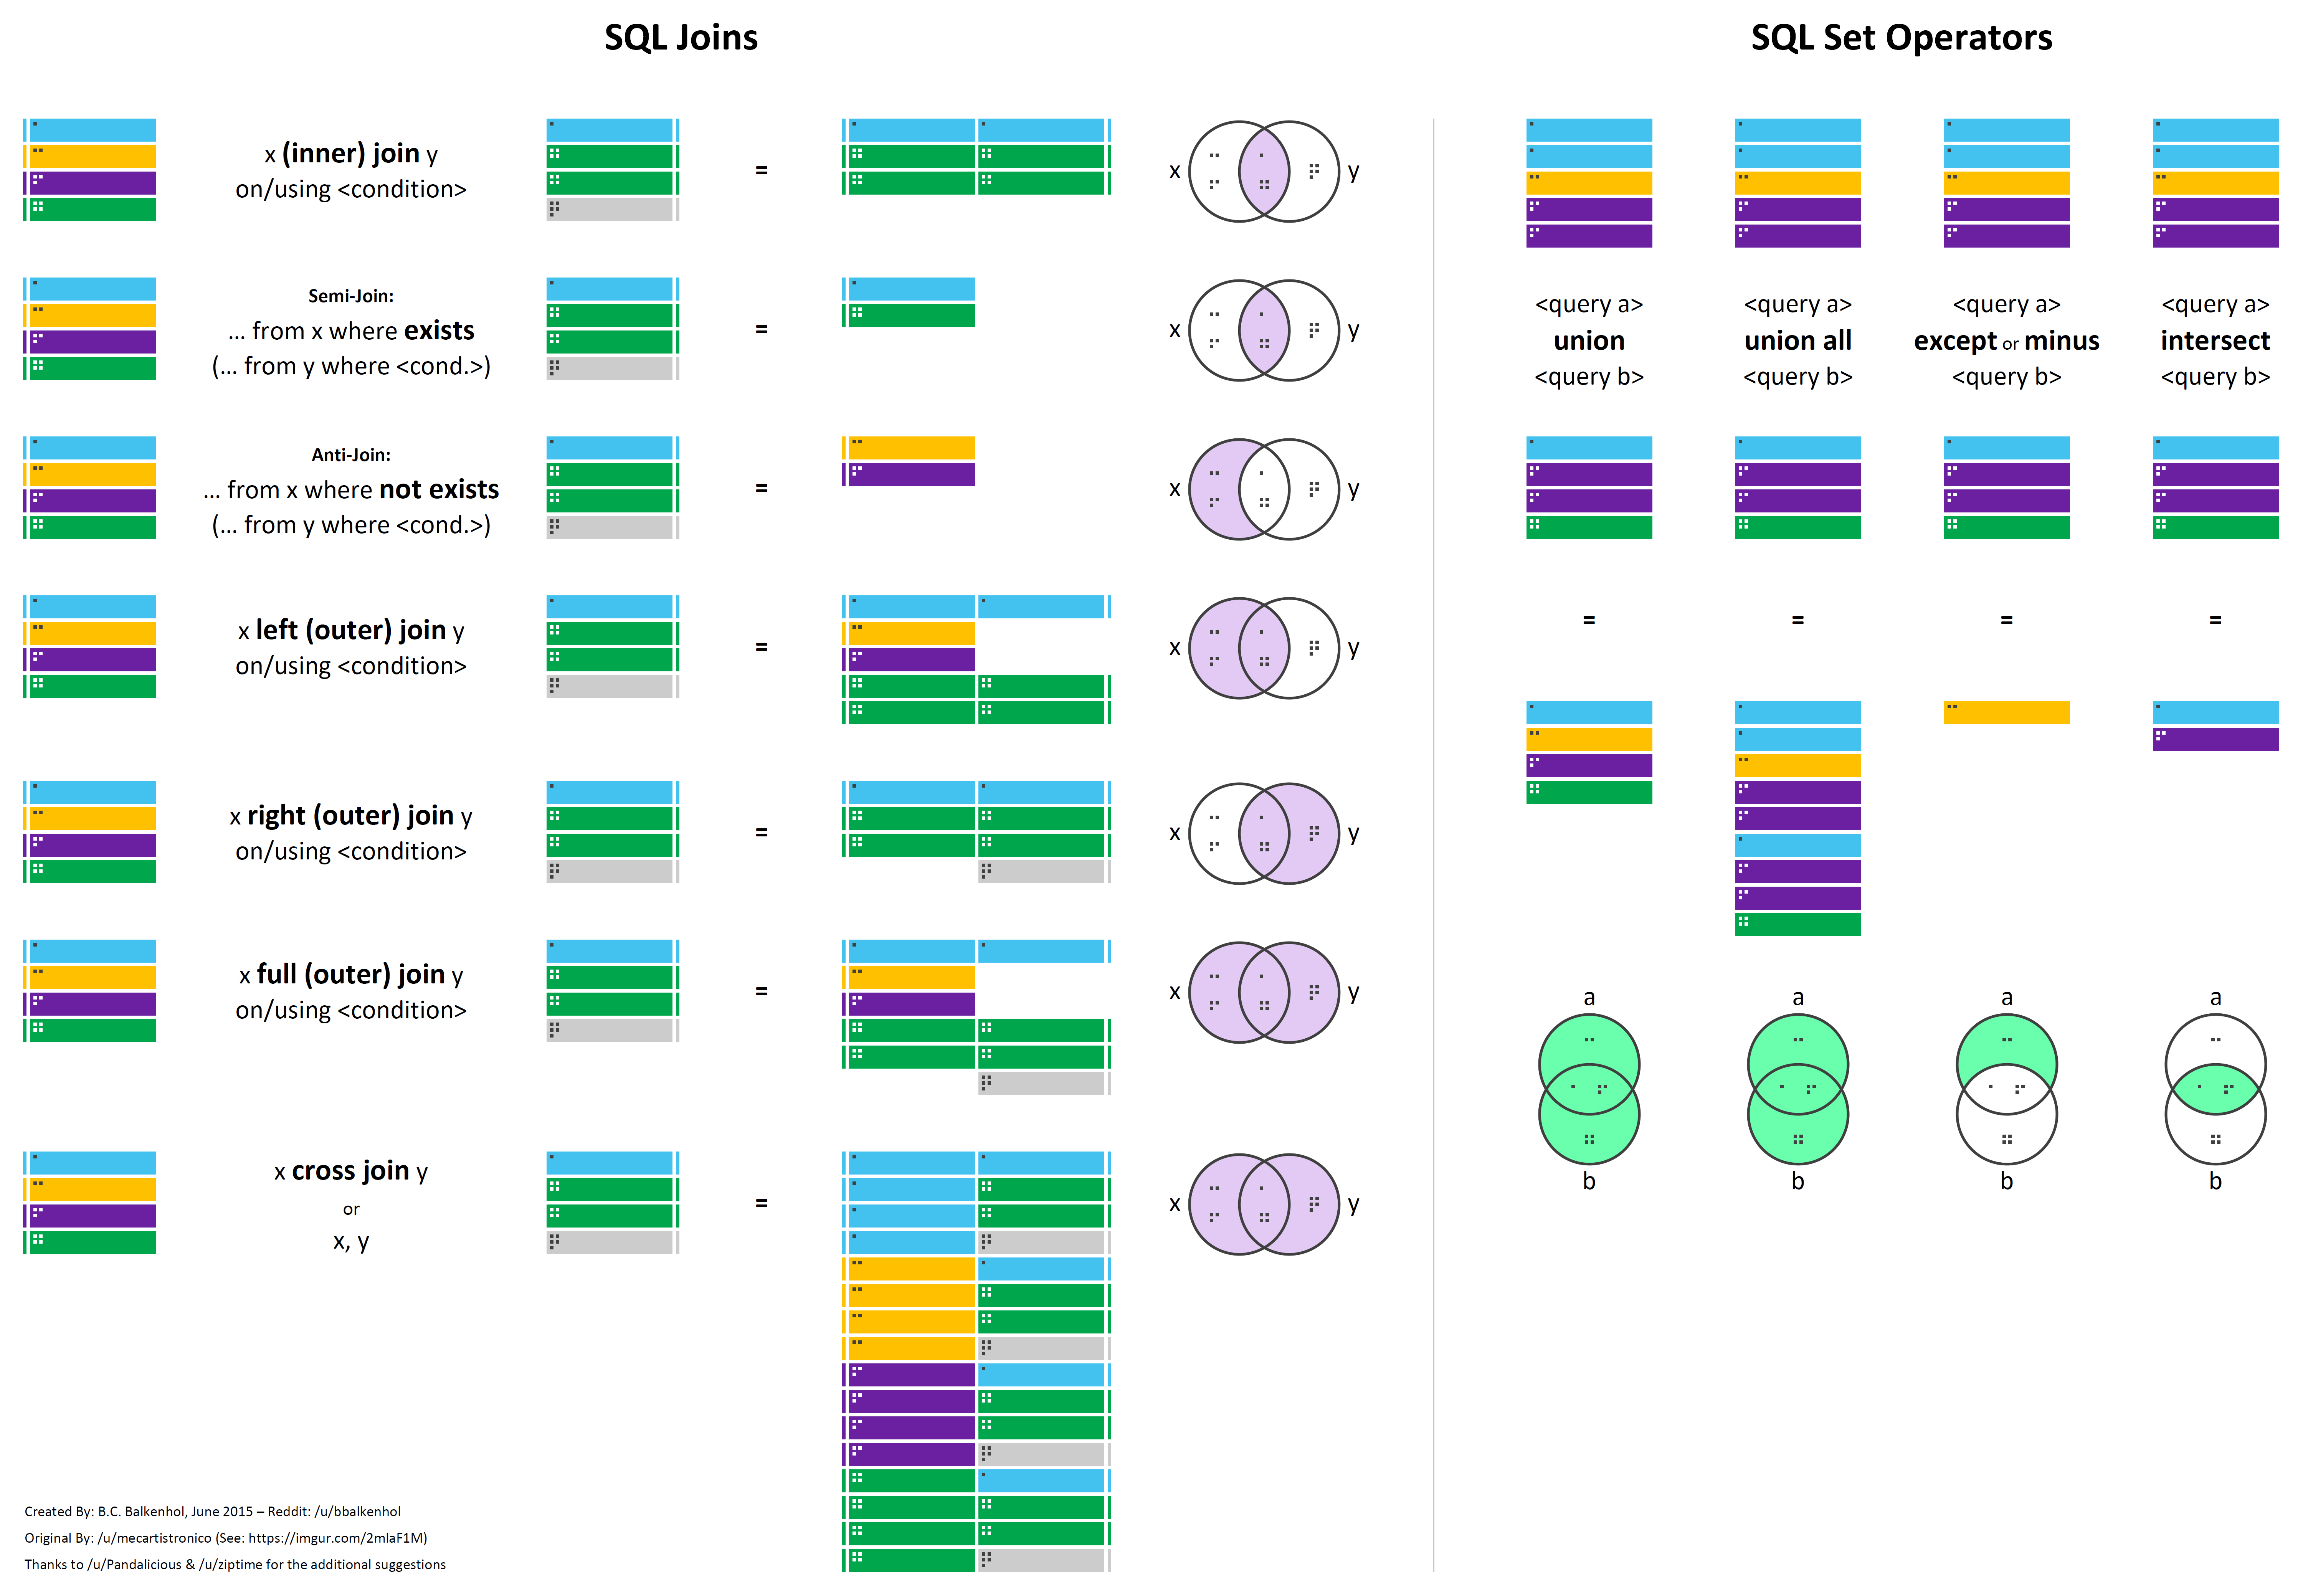 SQL Joins
x (inner) join y
on/using <condition>
=
x
y
Semi-Join:
... from x where exists
(... from y where <cond.>)
=
x
y
Anti-Join:
... from x where not exists
(... from y where <cond.>)
=
x
y
x left (outer) join y
on/using <condition>
=
x
y
x right (outer) join y
on/using <condition>
=
x
y
x full (outer) join y
on/using <condition>
=
x
y
x cross join y
or
x, y
=
x
y
Created By: B.C. Balkenhol, June 2015 – Reddit: /u/bbalkenhol
Original By: /u/mecartistronico (See: https://imgur.com/2mlaF1M)
Thanks to /u/Pandalicious & /u/ziptime for the additional suggestions
SQL Set Operators
<query a>
union
<query b>
=
a
b
<query a>
union all
<query b>
=
a
b
<query a>
except or minus
<query b>
=
a
b
<query a>
intersect
<query b>
=
a
b